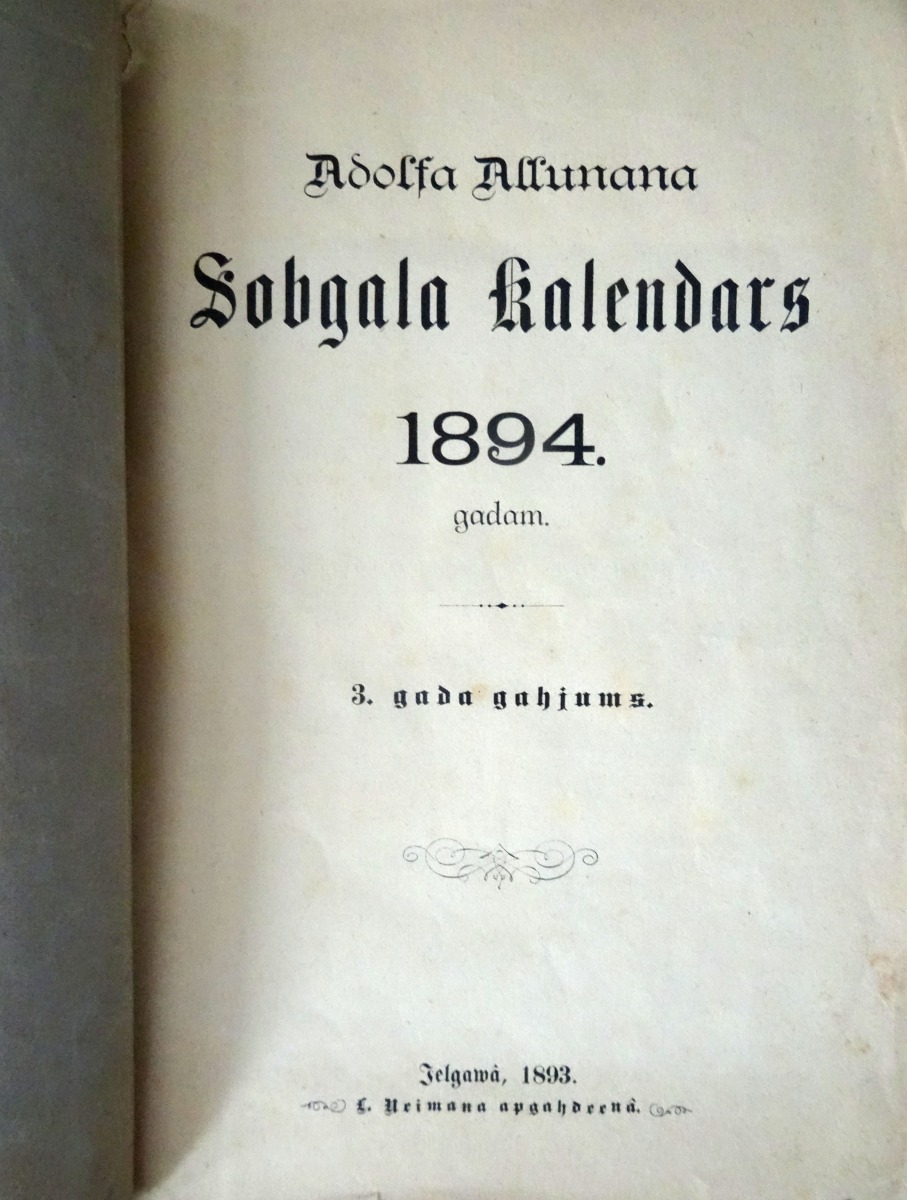 Adolfa Allunana
Sobgala Kalendars
1894.
gadam.
3. gada gahjums.
Jelgawâ, 1893.
L. Neimana apgahdeenâ.